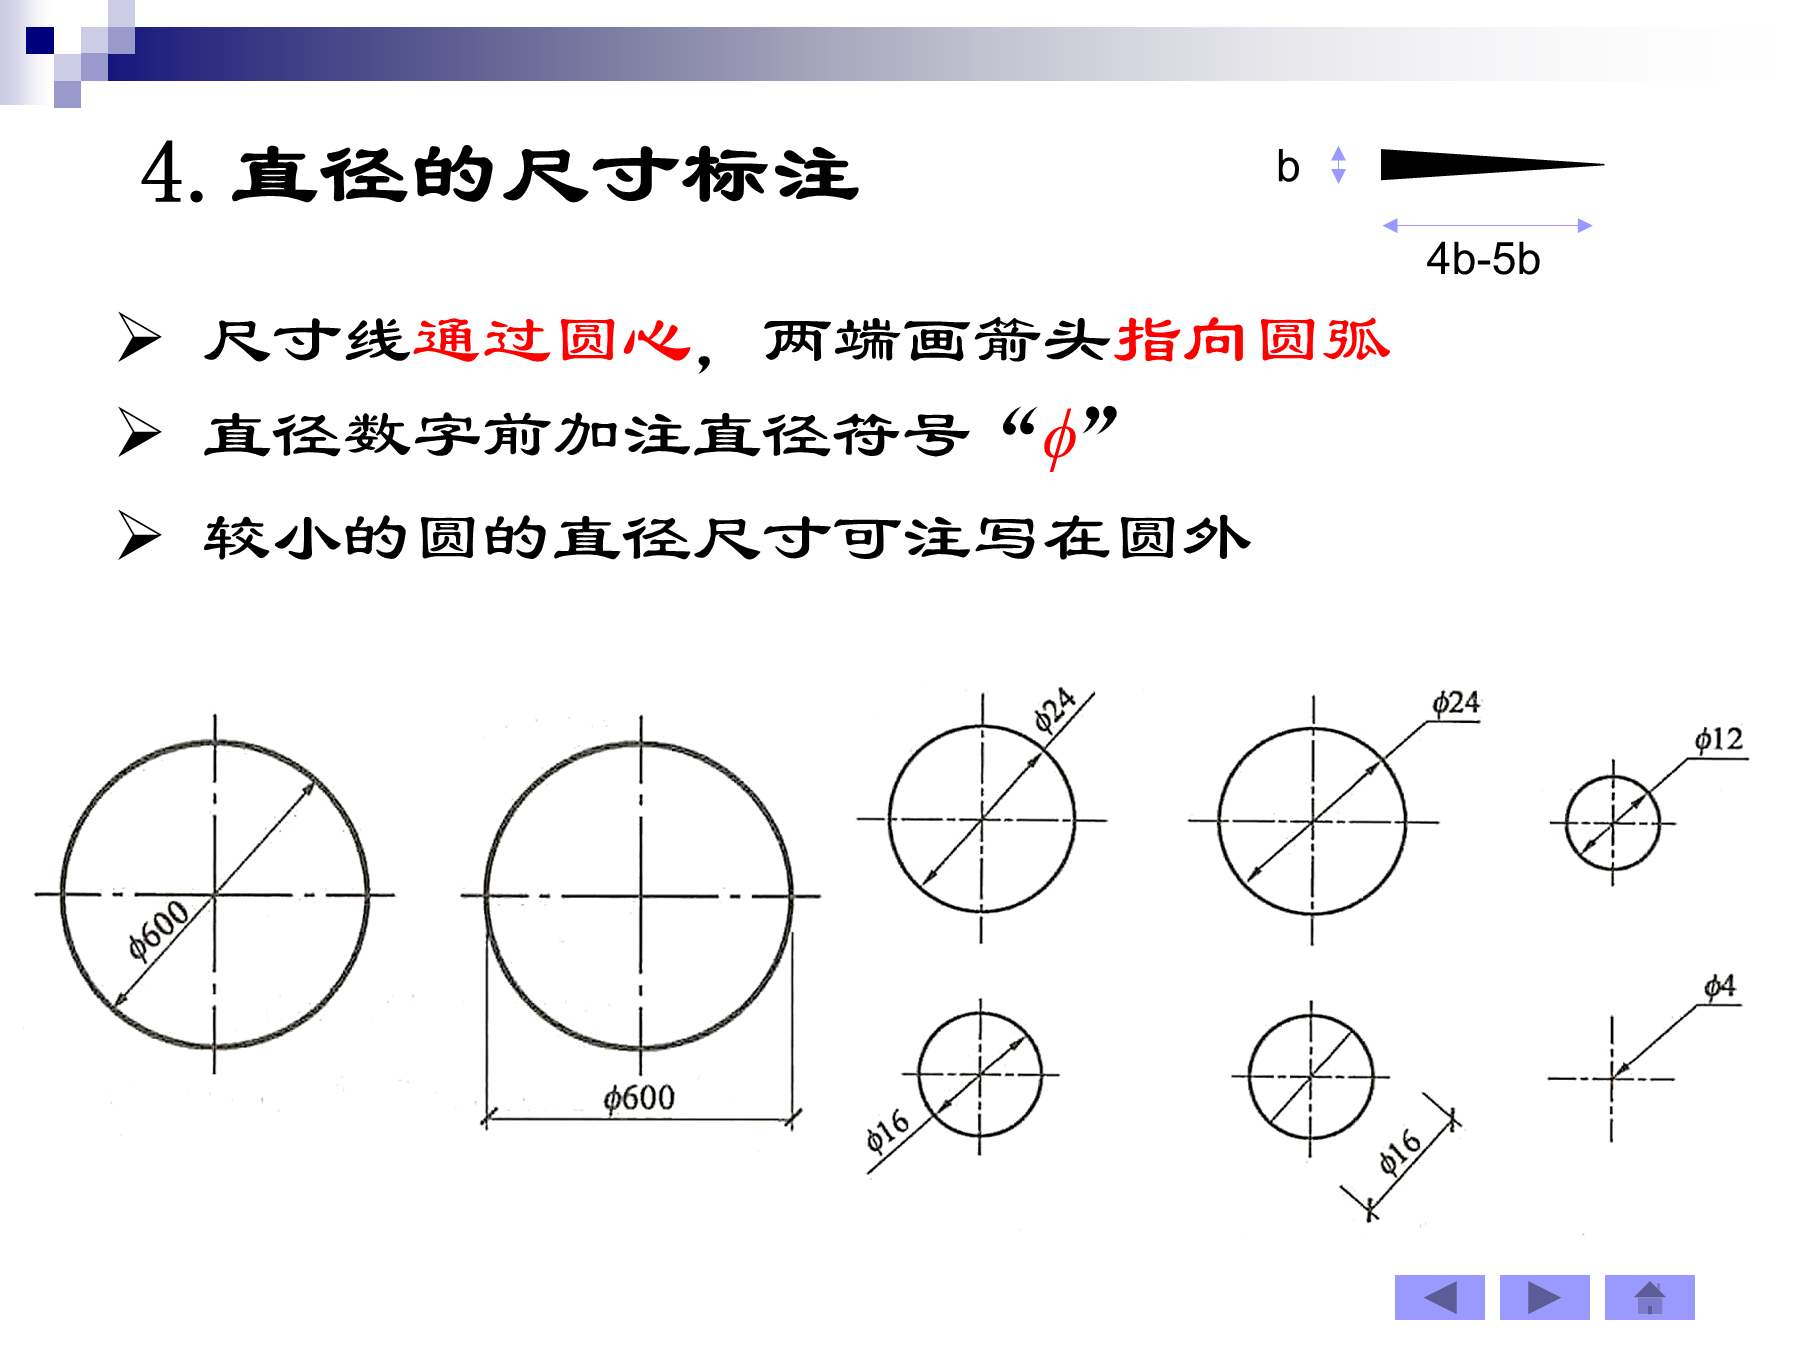 4.直径的尺寸标注
b
4b-5b
尺寸线通过圆心，两端画箭头指向圆弧
直径数字前加注直径符号“ϕ”
较小的圆的直径尺寸可注写在圆外
ϕ600
ϕ600
ϕ24
ϕ24
ϕ12
ϕ16
ϕ16
ϕ4